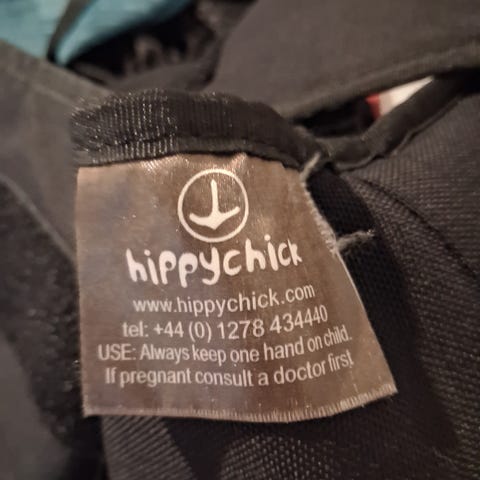 hippychick
www.hippychick.com
tel: +44 (0) 1278 434440
USE: Always keep one hand on child.
If pregnant consult a doctor first